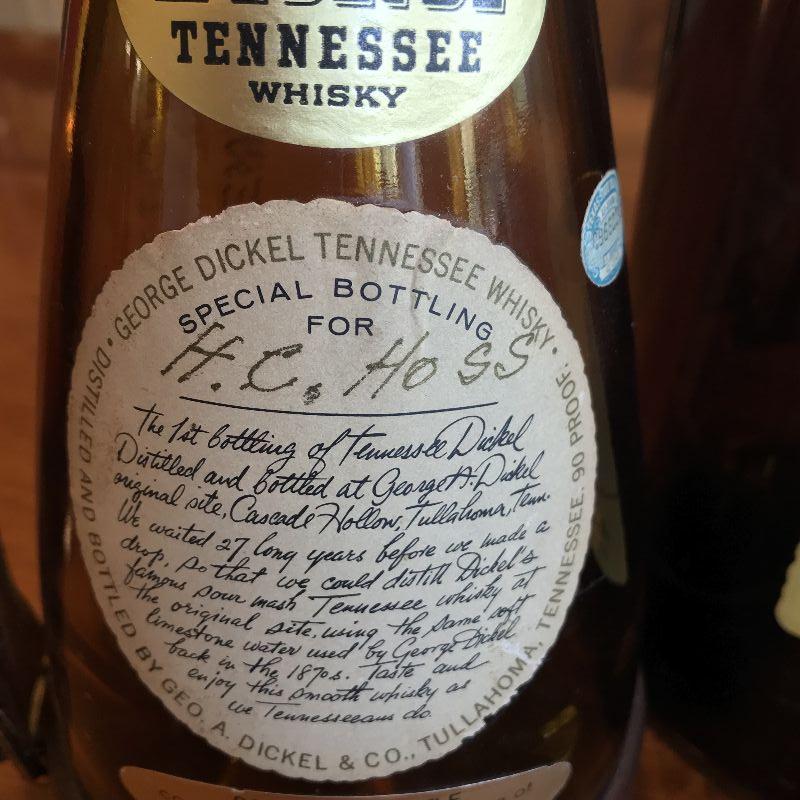 TENNESSEE
WHISKY
• GEORGE DICKEL TENNESSEE WHISKY •
DISTILLED AND BOTTLED BY GEO. A. DICKEL & CO., TULLAHOMA, TENNESSEE. 90 PROOF.
SPECIAL BOTTLING
FOR
H.C. HOSS
The 1st bottling of Tennessee Dickel
Distilled and bottled at George A. Dickel
original site, Cascade Hollow, Tullahoma, Tenn.
We waited 27 long years before we made a
drop, so that we could distill Dickel's
famous sour mash Tennessee whisky at
the original site, using the same soft
limestone water used by George Dickel
back in the 1870s. Taste and
enjoy this smooth whisky as
we Tennesseeans do.